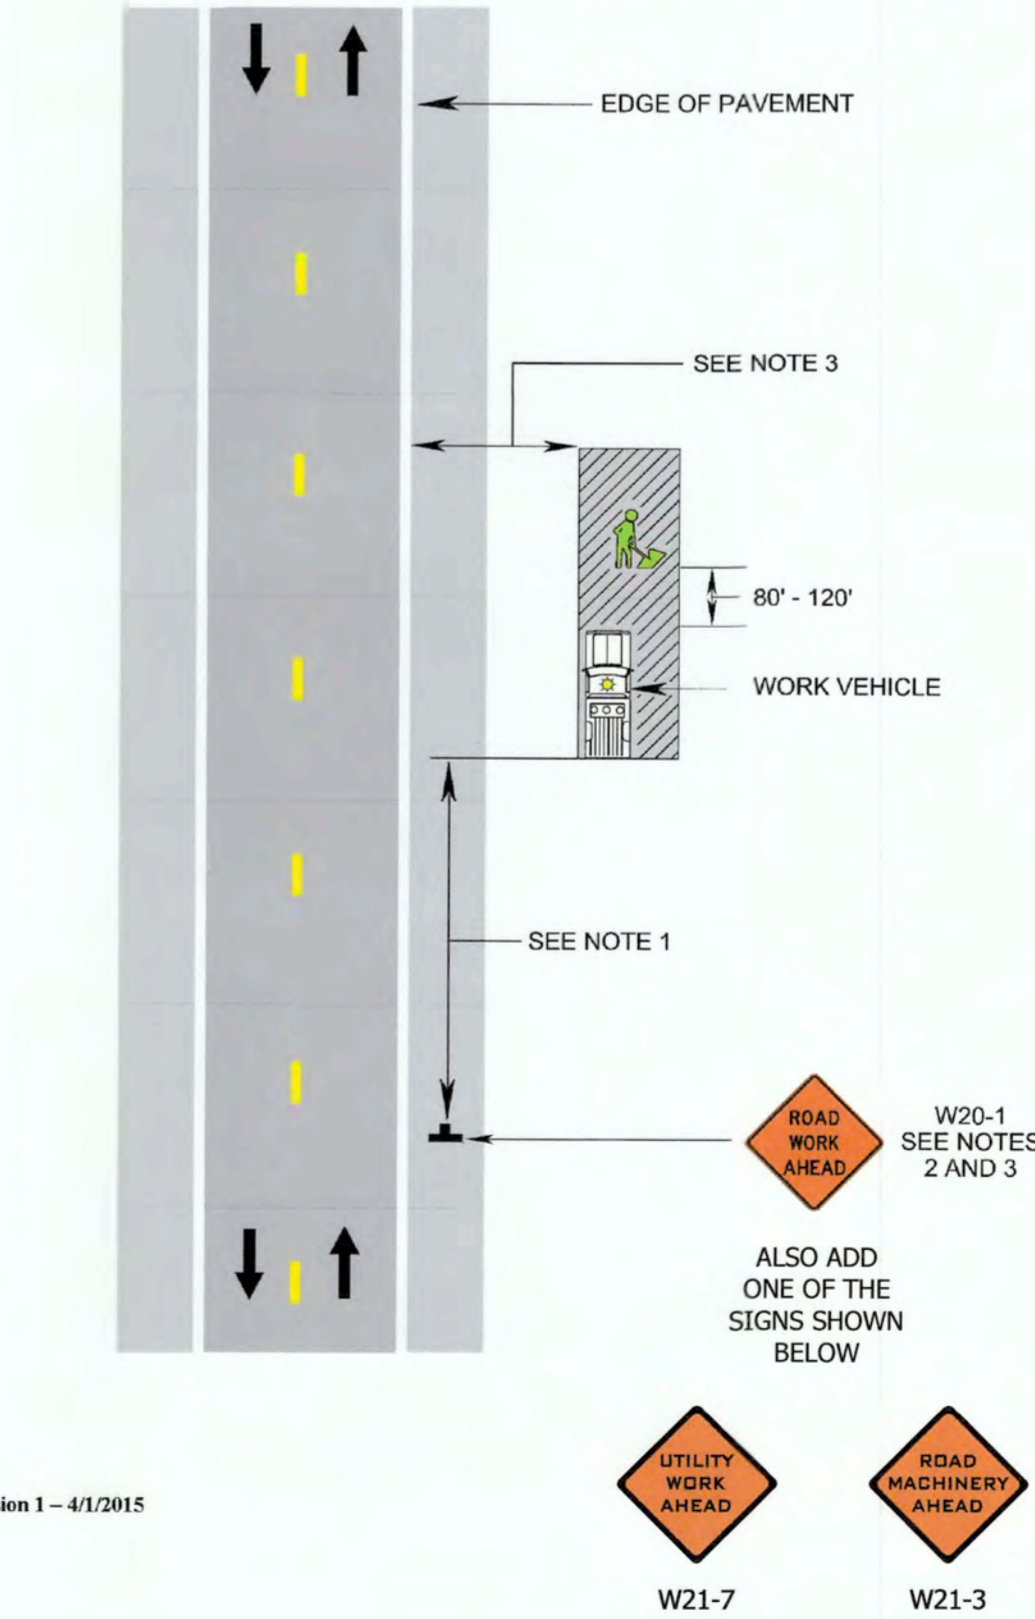 EDGE OF PAVEMENT
SEE NOTE 3
80' - 120'
WORK VEHICLE
SEE NOTE 1
ROAD
WORK
AHEAD
W20-1
SEE NOTES
2 AND 3
ALSO ADD
ONE OF THE
SIGNS SHOWN
BELOW
UTILITY
WORK
AHEAD
ROAD
MACHINERY
AHEAD
ion 1 – 4/1/2015
W21-7
W21-3